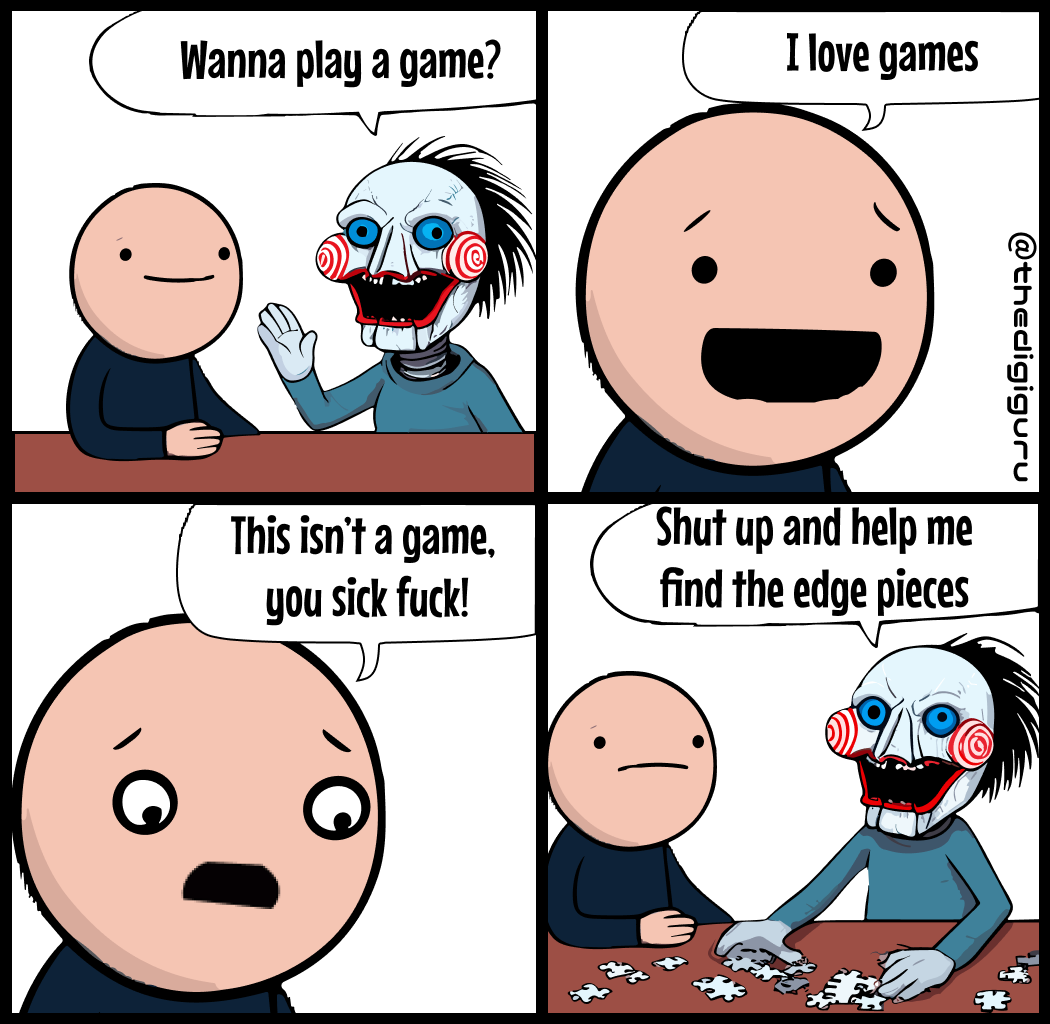 Wanna play a game?
I love games
@thedigiguru
This isn't a game,
you sick fuck!
Shut up and help me
find the edge pieces